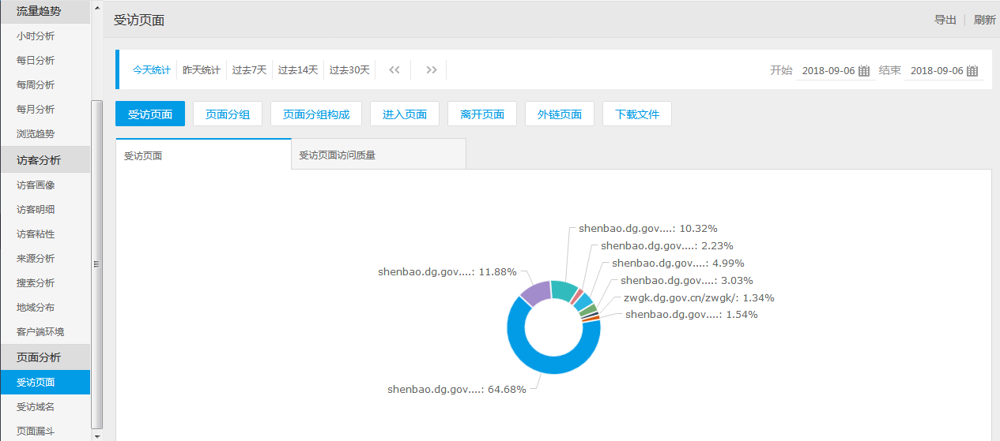 流量趋势
小时分析
每日分析
每周分析
每月分析
浏览趋势
访客分析
访客画像
访客明细
访客粘性
来源分析
搜索分析
地域分布
客户端环境
页面分析
受访页面
受访域名
页面漏斗
受访页面
导出 | 刷新
今天统计 昨天统计 过去7天 过去14天 过去30天 << >>
开始 2018-09-06 结束 2018-09-06
受访页面 页面分组 页面分组构成 进入页面 离开页面 外链页面 下载文件
受访页面 受访页面访问质量
shenbao.dg.gov....: 10.32%
shenbao.dg.gov....: 2.23%
shenbao.dg.gov....: 4.99%
shenbao.dg.gov....: 11.88%
shenbao.dg.gov....: 3.03%
zwgk.dg.gov.cn/zwgk/: 1.34%
shenbao.dg.gov....: 1.54%
shenbao.dg.gov....: 64.68%